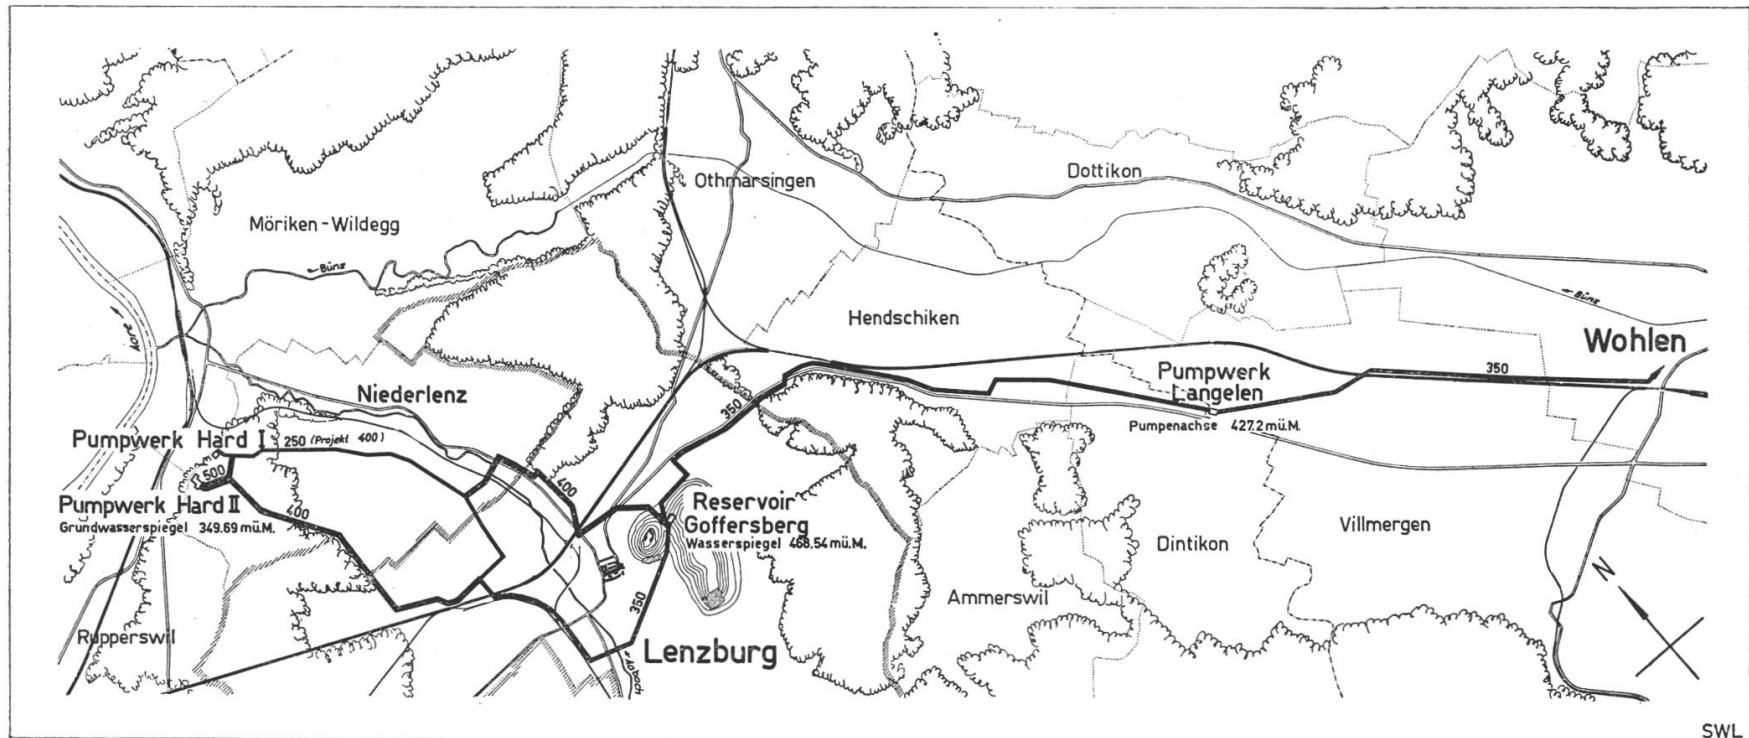 Othmarsingen
Dottikon
Möriken-Wildegg
Bünz
Bünz
Aare
Hendschiken
Wohlen
350
Pumpwerk
Langelen
Pumpenachse 427.2 mü.M.
Niederlenz
350
Pumpwerk Hard I 250 (Projekt 400)
500
400
Pumpwerk Hard II
Grundwasserspiegel 349.69 mü.M.
400
Reservoir
Goffersberg
Wasserspiegel 468.54 mü.M.
Villmergen
Dintikon
N
Ammerswil
350
Rupperswil
Lenzburg
Aabach
SWL